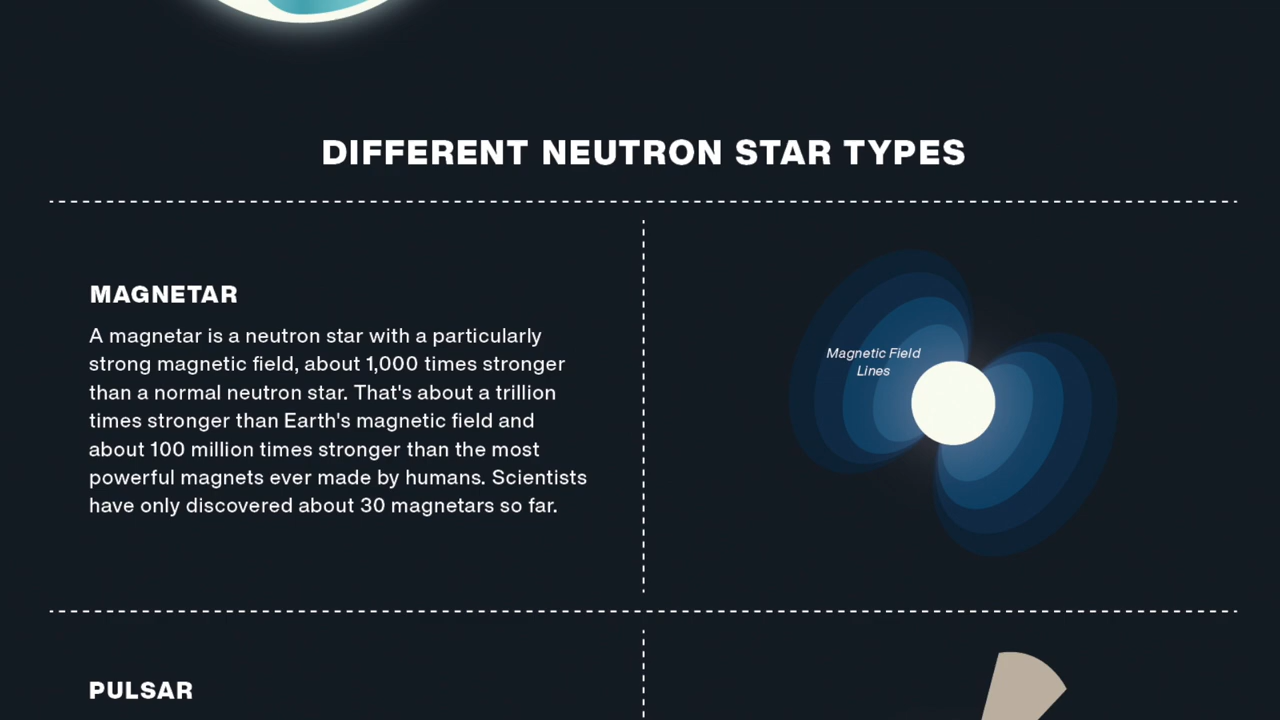 DIFFERENT NEUTRON STAR TYPES
MAGNETAR
A magnetar is a neutron star with a particularly
strong magnetic field, about 1,000 times stronger
than a normal neutron star. That's about a trillion
times stronger than Earth's magnetic field and
about 100 million times stronger than the most
powerful magnets ever made by humans. Scientists
have only discovered about 30 magnetars so far.
Magnetic Field
Lines
PULSAR